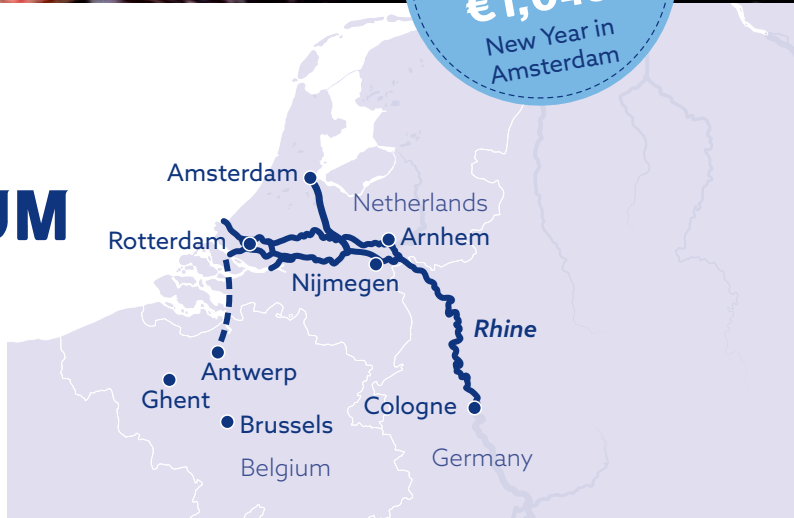 New Year in
Amsterdam
UM
Amsterdam
Netherlands
Rotterdam
Arnhem
Nijmegen
Rhine
Antwerp
Ghent
Cologne
Brussels
Germany
Belgium